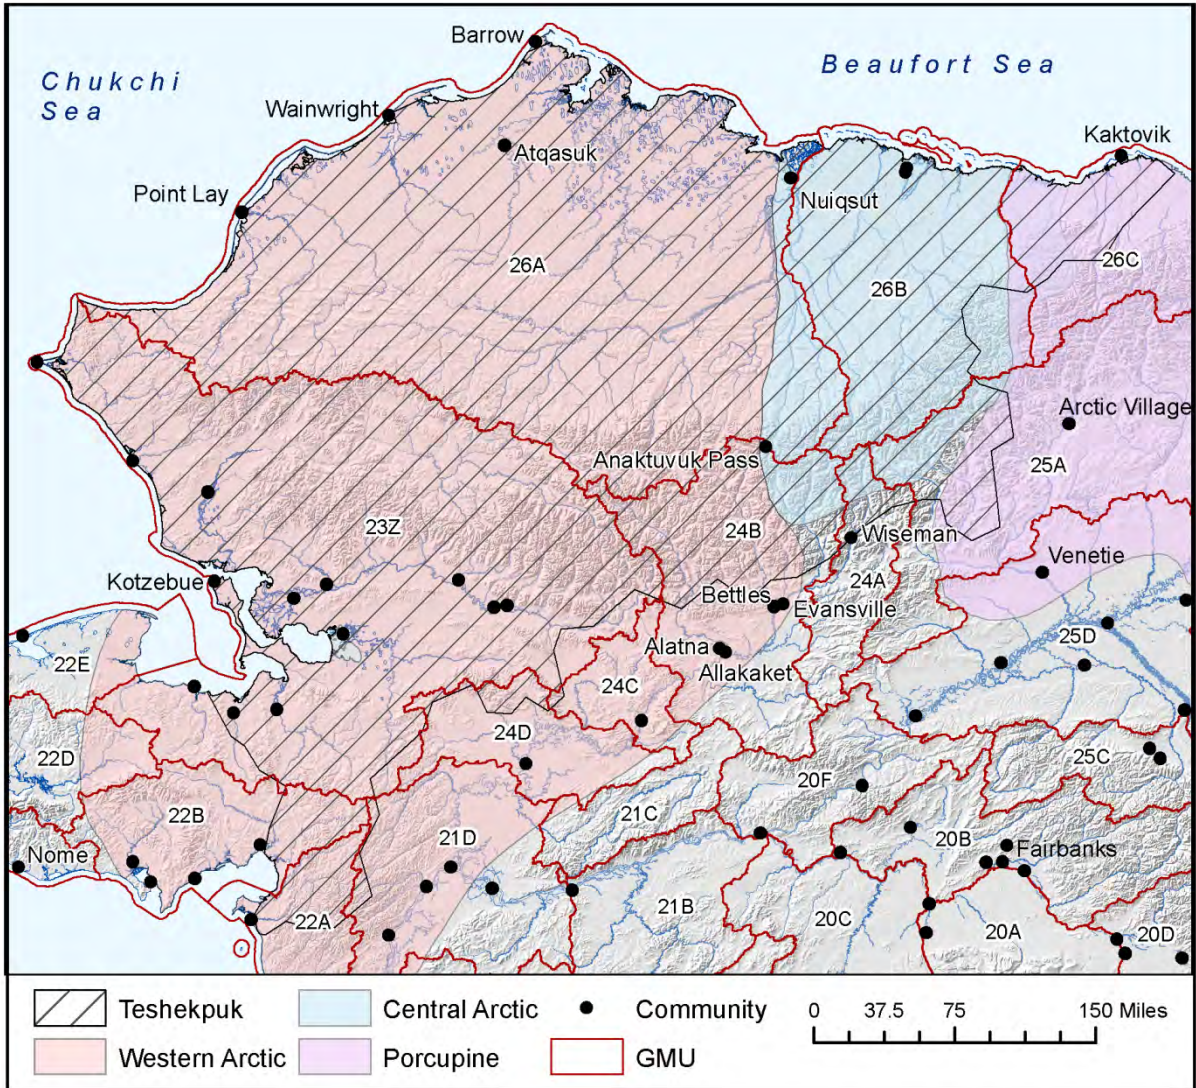 Barrow
Chukchi
Sea
Beaufort Sea
Wainwright
Kaktovik
Atqasuk
Point Lay
Nuiqsut
26A
26C
26B
Arctic Village
Anaktuvuk Pass
25A
23Z
24B
Wiseman
Venetie
Kotzebue
24A
Bettles
Evansville
25D
Alatna
22E
Allakaket
24C
24D
22D
25C
20F
21C
22B
21D
20B
Nome
Fairbanks
21B
22A
20C
20A
20D
Teshekpuk
Central Arctic
Community
0 37.5 75 150 Miles
Western Arctic
Porcupine
GMU